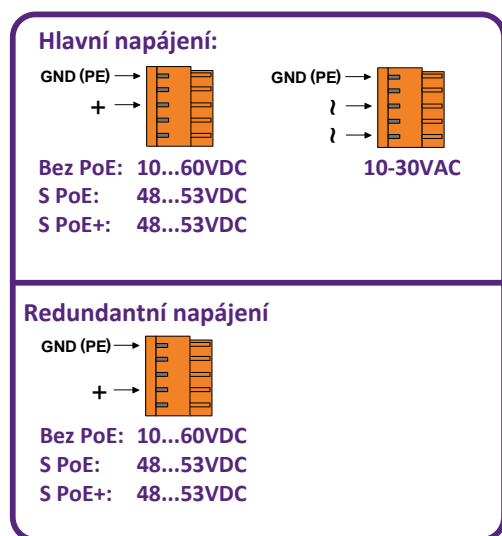 Hlavní napájení:
GND (PE)
+
Bez PoE: 10...60VDC
S PoE: 48...53VDC
S PoE+: 48...53VDC
GND (PE)
~
~
10-30VAC
Redundantní napájení
GND (PE)
+
Bez PoE: 10...60VDC
S PoE: 48...53VDC
S PoE+: 48...53VDC